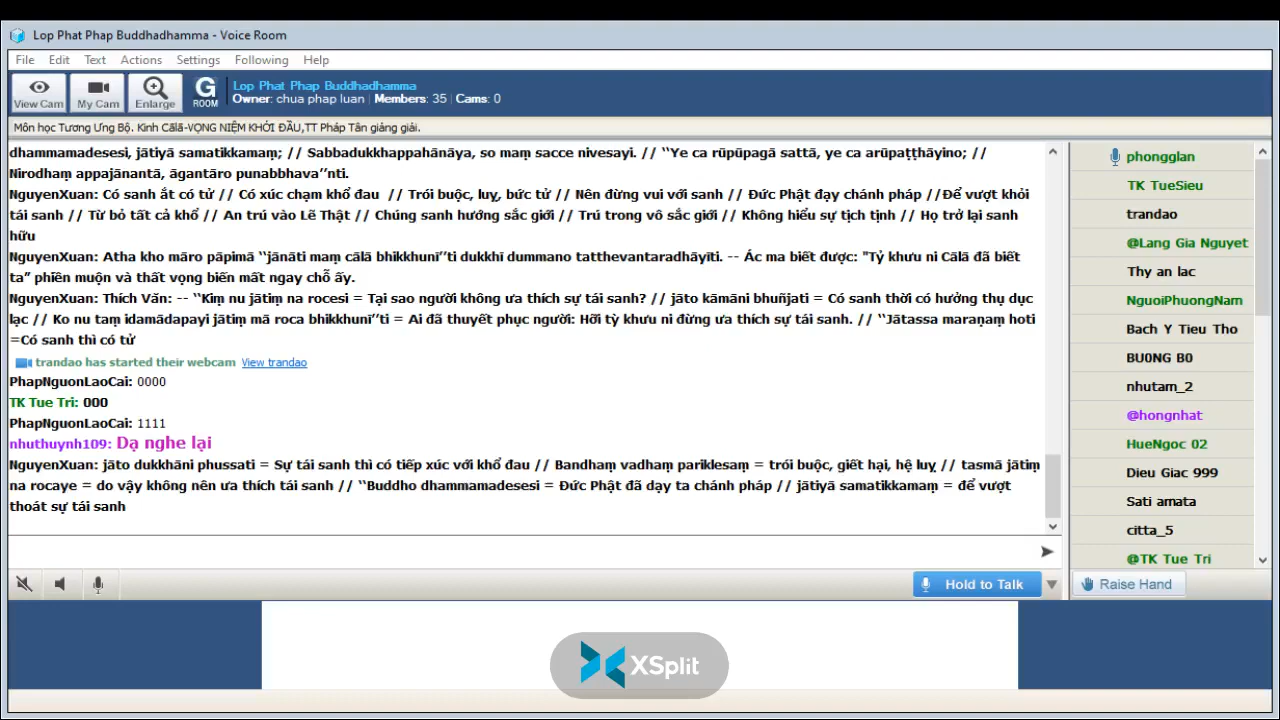 Lop Phat Phap Buddhadhamma - Voice Room
File Edit Text Actions Settings Following Help
View Cam My Cam Enlarge G ROOM
Lop Phat Phap Buddhadhamma
Owner: chua phap luan | Members: 35 | Cams: 0
Môn học Tương Ưng Bộ. Kinh Cālā-VỌNG NIỆM KHỞI ĐẦU,TT Pháp Tân giảng giải.
dhammamadesesi, jātiyā samatikkamaṃ; // Sabbadukkhappahānāya, so maṃ sacce nivesayi. // ‘‘Ye ca rūpūpagā sattā, ye ca arūpaṭṭhāyino; //
Nirodhaṃ appajānantā, āgantāro punabbhava’’nti.
NguyenXuan: Có sanh ắt có tử // Có xúc chạm khổ đau // Trói buộc, luỵ, bức tử // Nên đừng vui với sanh // Đức Phật đạy chánh pháp //Để vượt khỏi
tái sanh // Từ bỏ tất cả khổ // An trú vào Lẽ Thật // Chúng sanh hướng sắc giới // Trú trong vô sắc giới // Không hiểu sự tịch tịnh // Họ trở lại sanh
hữu
NguyenXuan: Atha kho māro pāpimā ‘‘jānāti maṃ cālā bhikkhunī’’ti dukkhī dummano tatthevantaradhāyīti. -- Ác ma biết được: "Tỷ khưu ni Cālā đã biết
ta” phiền muộn và thất vọng biến mất ngay chỗ ấy.
NguyenXuan: Thích Văn: -- ‘‘Kiṃ nu jātiṃ na rocesi = Tại sao người không ưa thích sự tái sanh? // jāto kāmāni bhuñjati = Có sanh thời có hưởng thụ dục
lạc // Ko nu taṃ idamādapayi jātiṃ mā roca bhikkhunī’’ti = Ai đã thuyết phục người: Hỡi tỳ khưu ni đừng ưa thích sự tái sanh. // ‘‘Jātassa maraṇaṃ hoti
=Có sanh thì có tử
trandao has started their webcam View trandao
PhapNguonLaoCai: 0000
TK Tue Tri: 000
PhapNguonLaoCai: 1111
nhuthuynh109: Dạ nghe lại
NguyenXuan: jāto dukkhāni phussati = Sự tái sanh thì có tiếp xúc với khổ đau // Bandhaṃ vadhaṃ pariklesaṃ = trói buộc, giết hại, hệ luỵ // tasmā jātiṃ
na rocaye = do vậy không nên ưa thích tái sanh // ‘‘Buddho dhammamadesesi = Đức Phật đã dạy ta chánh pháp // jātiyā samatikkamaṃ = để vượt
thoát sự tái sanh
phongglan
TK TueSieu
trandao
@Lang Gia Nguyet
Thy an lac
NguoiPhuongNam
Bach Y Tieu Tho
BU0NG B0
nhutam_2
@hongnhat
HueNgoc 02
Dieu Giac 999
Sati amata
citta_5
@TK Tue Tri
Hold to Talk
Raise Hand
XSplit